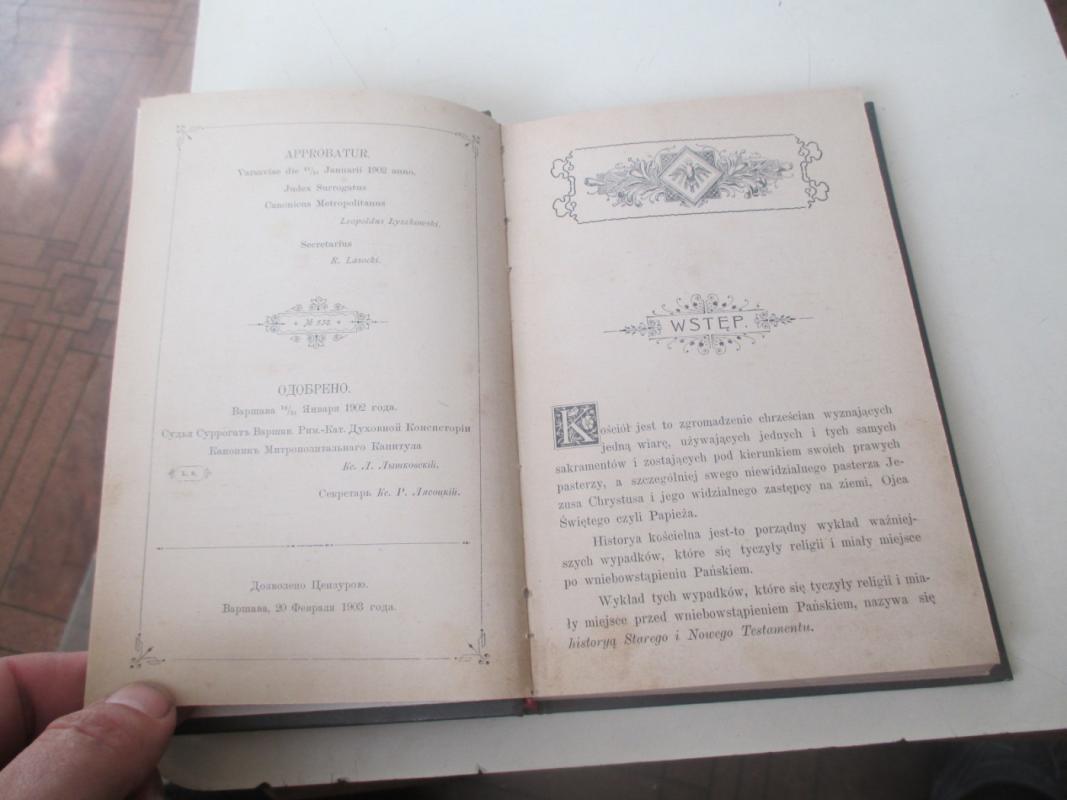 APPROBATUR.
Varsaviae die Januarii 1902 anno.
Judex Surrogatus
Canonicus Metropolitanus
Leopoldus Łyszkowski.
Secretarius
R. Lasocki.
№
ОДОБРЕНО.
Варшава Января 1902 года.
Судья Суррогатъ Варшав. Рим.-Кат. Духовной Консисторіи
Каноникъ Митрополитальнаго Капитула
Кс. Л. Лышковскій.
Секретарь Кс. Р. Лясоцкій.
Дозволено Цензурою.
Варшава, 20 Февраля 1903 года.
WSTĘP.
Kościół jest to zgromadzenie chrześcian wyznających
jedną wiarę, używających jednych i tych samych
sakramentów i zostających pod kierunkiem swoich prawych
pasterzy, a szczególniej swego niewidzialnego pasterza Je-
zusa Chrystusa i jego widzialnego zastępcy na ziemi, Ojca
Świętego czyli Papieża.
Historya kościelna jest-to porządny wykład ważniej-
szych wypadków, które się tyczyły religii i miały miejsce
po wniebowstąpieniu Pańskiem.
Wykład tych wypadków, które się tyczyły religii i mia-
ły miejsce przed wniebowstąpieniem Pańskiem, nazywa się
historyą Starego i Nowego Testamentu.